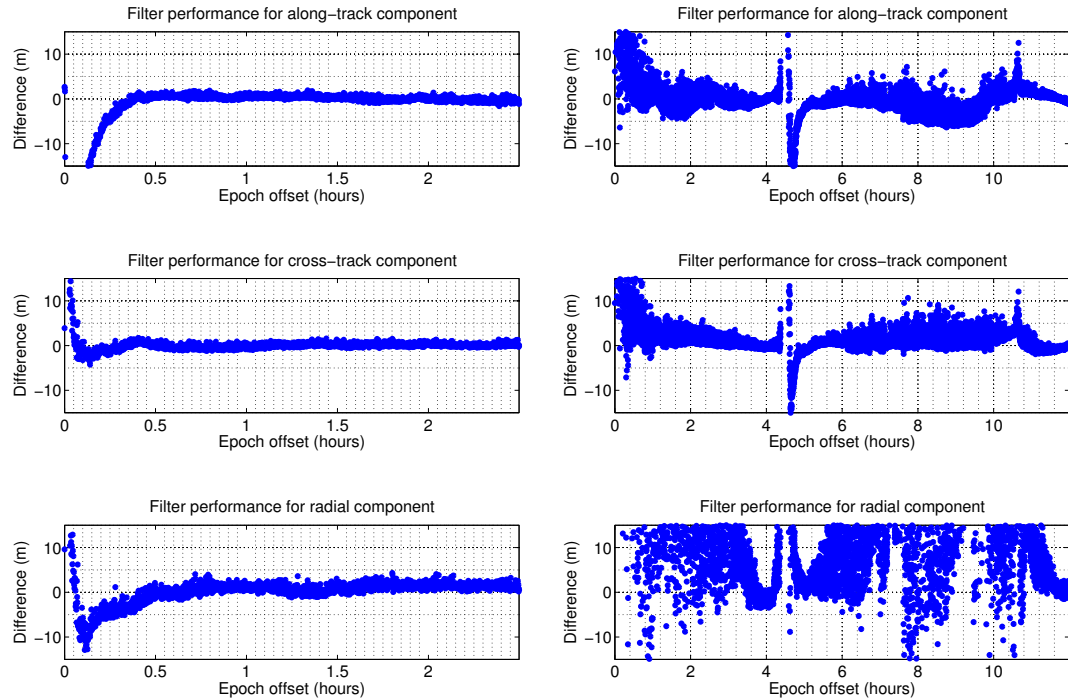 Filter performance for along−track component
Difference (m)
10
0
−10
0
0.5
1
1.5
2
Epoch offset (hours)
Filter performance for along−track component
Difference (m)
10
0
−10
0
2
4
6
8
10
Epoch offset (hours)
Filter performance for cross−track component
Difference (m)
10
0
−10
0
0.5
1
1.5
2
Epoch offset (hours)
Filter performance for cross−track component
Difference (m)
10
0
−10
0
2
4
6
8
10
Epoch offset (hours)
Filter performance for radial component
Difference (m)
10
0
−10
0
0.5
1
1.5
2
Epoch offset (hours)
Filter performance for radial component
Difference (m)
10
0
−10
0
2
4
6
8
10
Epoch offset (hours)